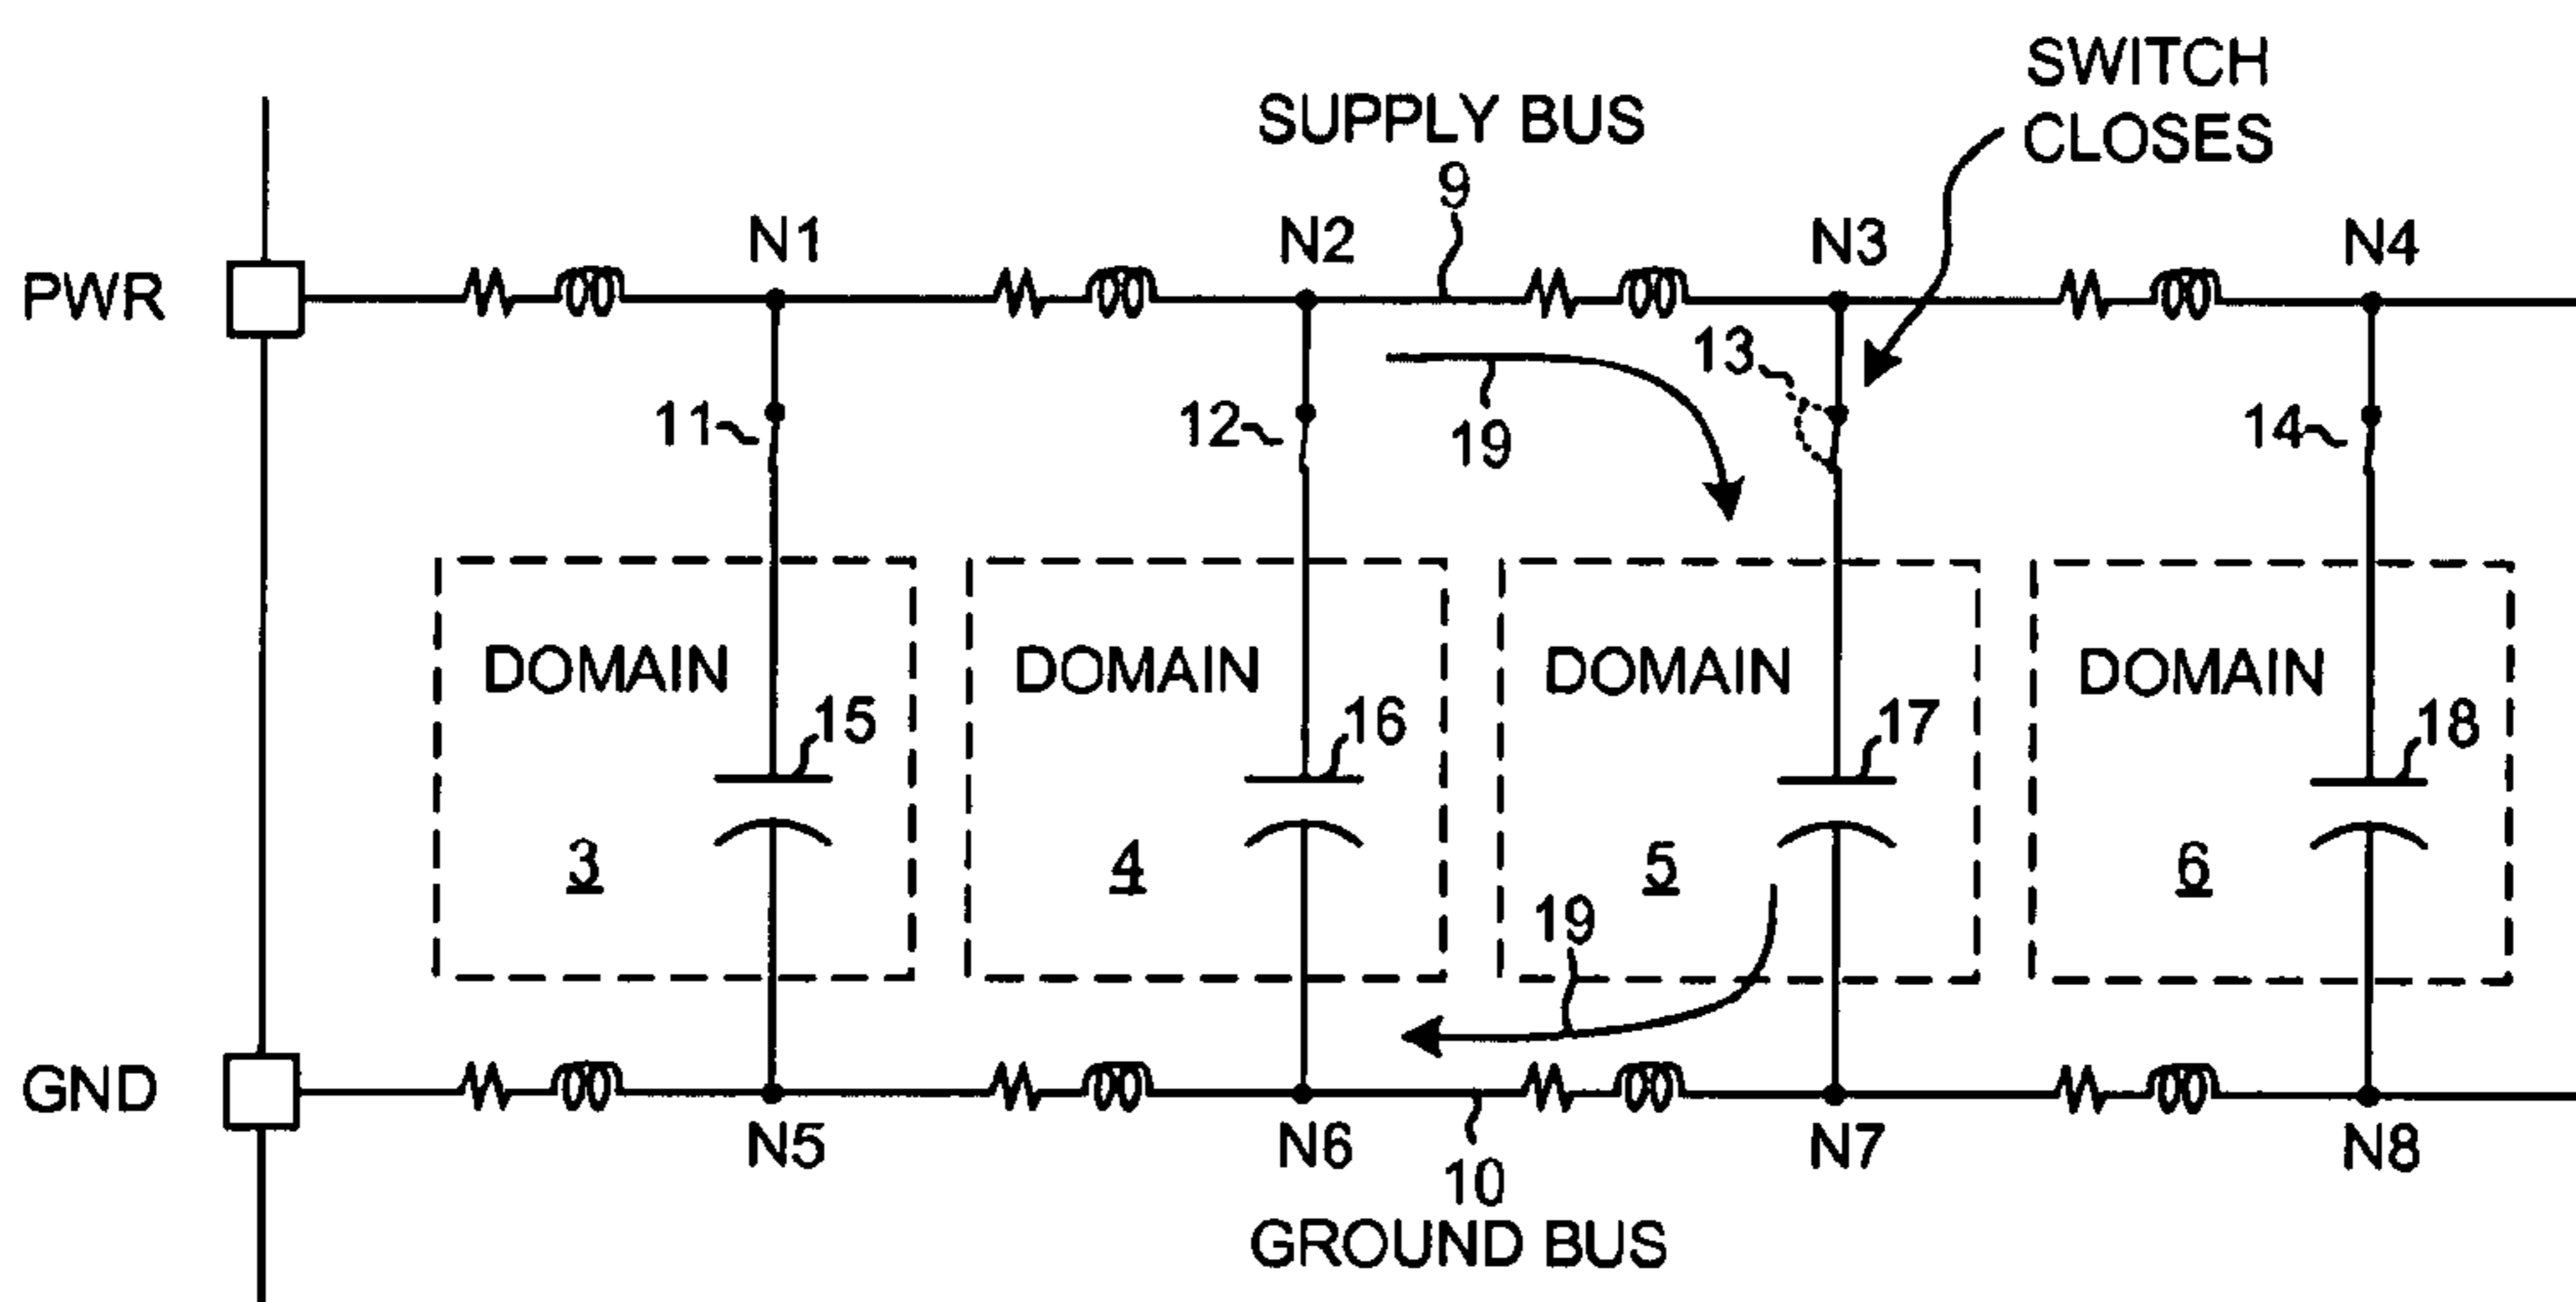 SWITCH
CLOSES
SUPPLY BUS
9
N1
N2
N3
N4
PWR
11
12
19
13
14
DOMAIN
DOMAIN
DOMAIN
DOMAIN
15
16
17
18
3
4
5
6
19
GND
N5
N6
N7
N8
10
GROUND BUS